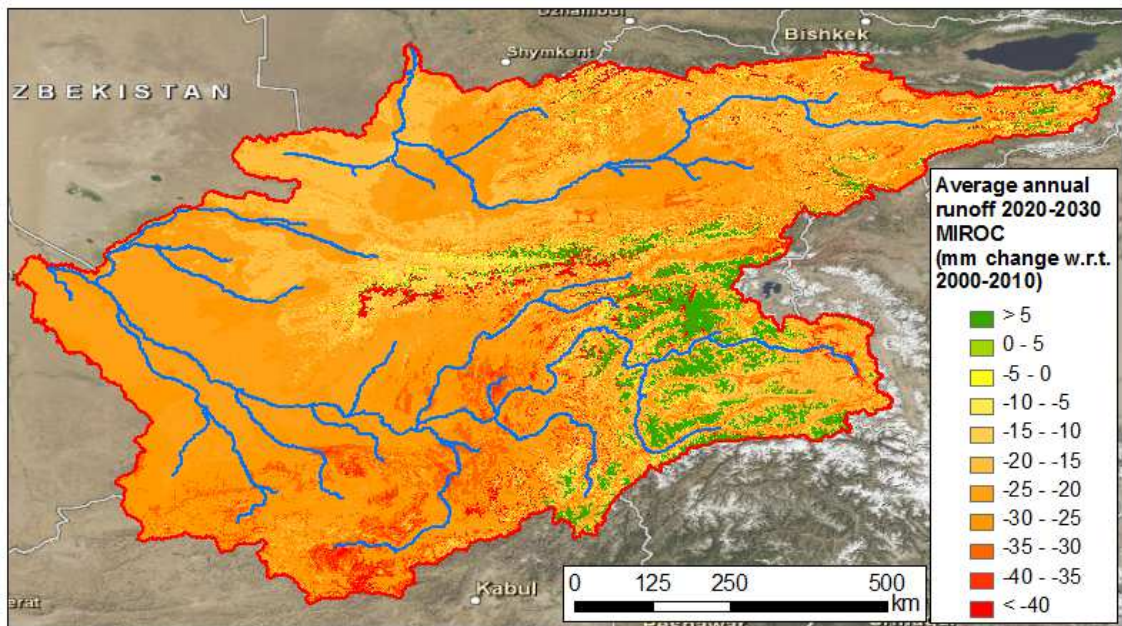 Bishkek
Shymkent
ZBEKISTAN
Average annual
runoff 2020-2030
MIROC
(mm change w.r.t.
2000-2010)
> 5
0 - 5
-5 - 0
-10 - -5
-15 - -10
-20 - -15
-25 - -20
-30 - -25
-35 - -30
-40 - -35
< -40
Kabul
0 125 250 500
km
erat